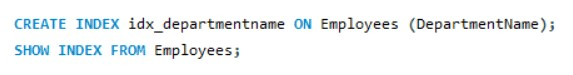 CREATE INDEX idx_departmentname ON Employees (DepartmentName);
SHOW INDEX FROM Employees;